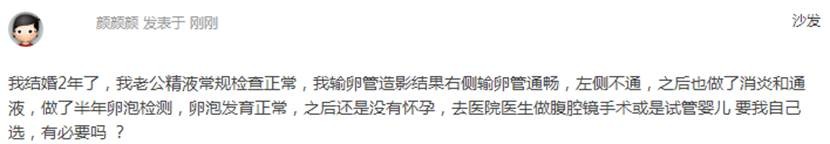 颜颜颜 发表于 刚刚
沙发
我结婚2年了，我老公精液常规检查正常，我输卵管造影结果右侧输卵管通畅，左侧不通，之后也做了消炎和通
液，做了半年卵泡检测，卵泡发育正常，之后还是没有怀孕，去医院医生做腹腔镜手术或是试管婴儿 要我自己
选，有必要吗 ？